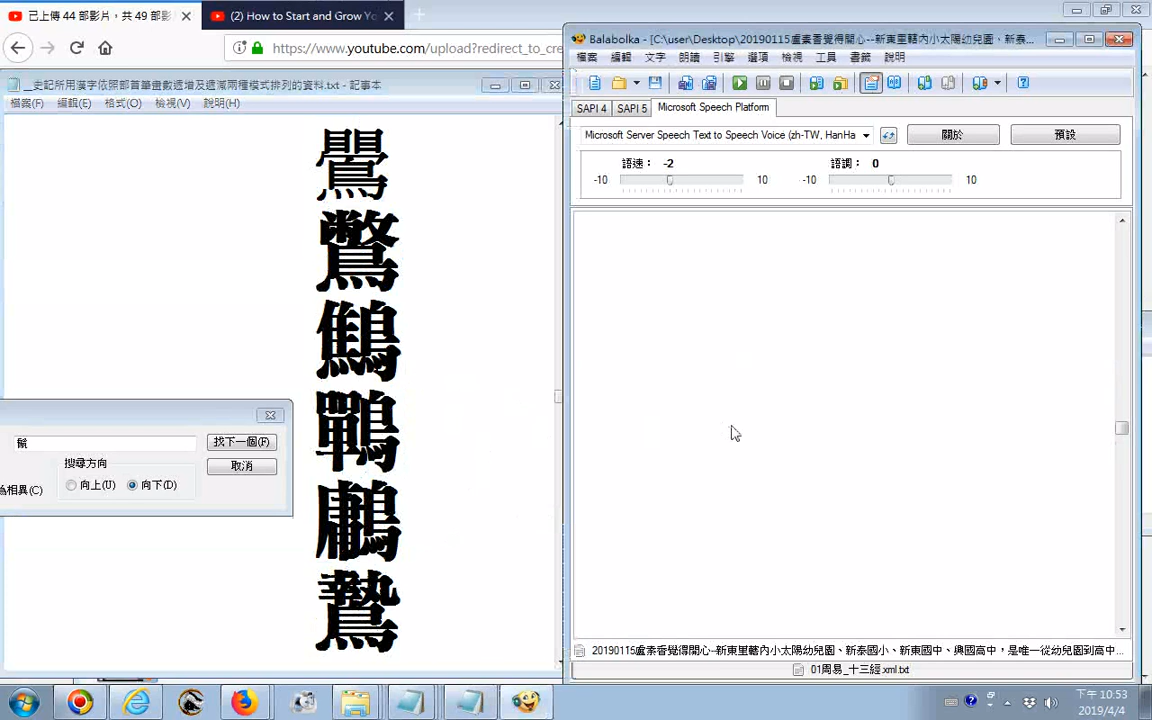 已上傳 44 部影片，共 49 部影
(2) How to Start and Grow Yo
https://www.youtube.com/upload?redirect_to_cre
__史記所用漢字依照部首筆畫數遞增及遞減兩種模式排列的資料.txt - 記事本
檔案(F) 編輯(E) 格式(O) 檢視(V) 說明(H)
鷪
鷩
鷦
鷤
鷛
鷙
找下一個(F)
搜尋方向
取消
為相異(C)
向上(U) 向下(D)
Balabolka - [C:\user\Desktop\20190115盧素香覺得開心--新東里轄內小太陽幼兒園、新泰...
檔案 編輯 文字 朗讀 引擎 選項 檢視 工具 書籤 說明
SAPI 4 SAPI 5 Microsoft Speech Platform
Microsoft Server Speech Text to Speech Voice (zh-TW, HanHa
關於 預設
語速： -2 語調： 0
-10 10 -10 10
20190115盧素香覺得開心--新東里轄內小太陽幼兒園、新泰國小、新東國中、興國高中，是唯一從幼兒園到高中...
01周易_十三經.xml.txt
下午 10:53
2019/4/4